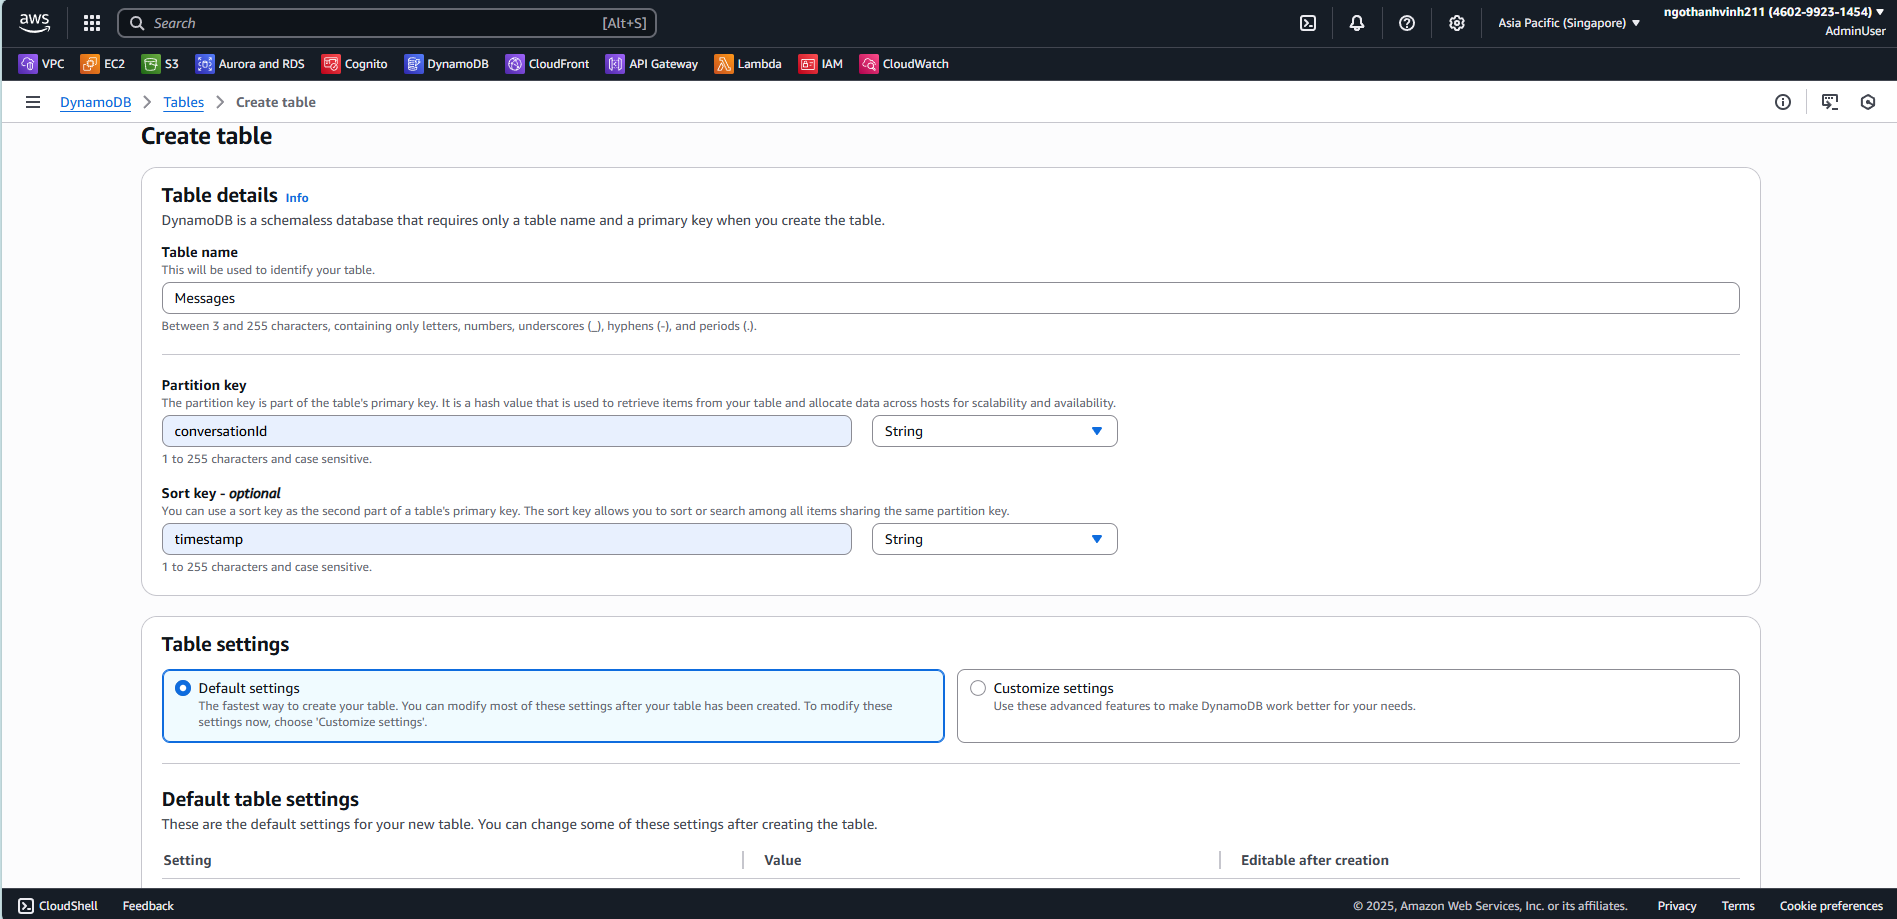 aws
Search [Alt+S]
Asia Pacific (Singapore)
ngothanhvinh211 (4602-9923-1454)
AdminUser
VPC EC2 S3 Aurora and RDS Cognito DynamoDB CloudFront API Gateway Lambda IAM CloudWatch
DynamoDB Tables Create table
Create table
Table details Info
DynamoDB is a schemaless database that requires only a table name and a primary key when you create the table.
Table name
This will be used to identify your table.
Messages
Between 3 and 255 characters, containing only letters, numbers, underscores (_), hyphens (-), and periods (.).
Partition key
The partition key is part of the table's primary key. It is a hash value that is used to retrieve items from your table and allocate data across hosts for scalability and availability.
conversationId String
1 to 255 characters and case sensitive.
Sort key - optional
You can use a sort key as the second part of a table's primary key. The sort key allows you to sort or search among all items sharing the same partition key.
timestamp String
1 to 255 characters and case sensitive.
Table settings
Default settings
The fastest way to create your table. You can modify most of these settings after your table has been created. To modify these
settings now, choose 'Customize settings'.
Customize settings
Use these advanced features to make DynamoDB work better for your needs.
Default table settings
These are the default settings for your new table. You can change some of these settings after creating the table.
Setting Value Editable after creation
CloudShell Feedback © 2025, Amazon Web Services, Inc. or its affiliates. Privacy Terms Cookie preferences